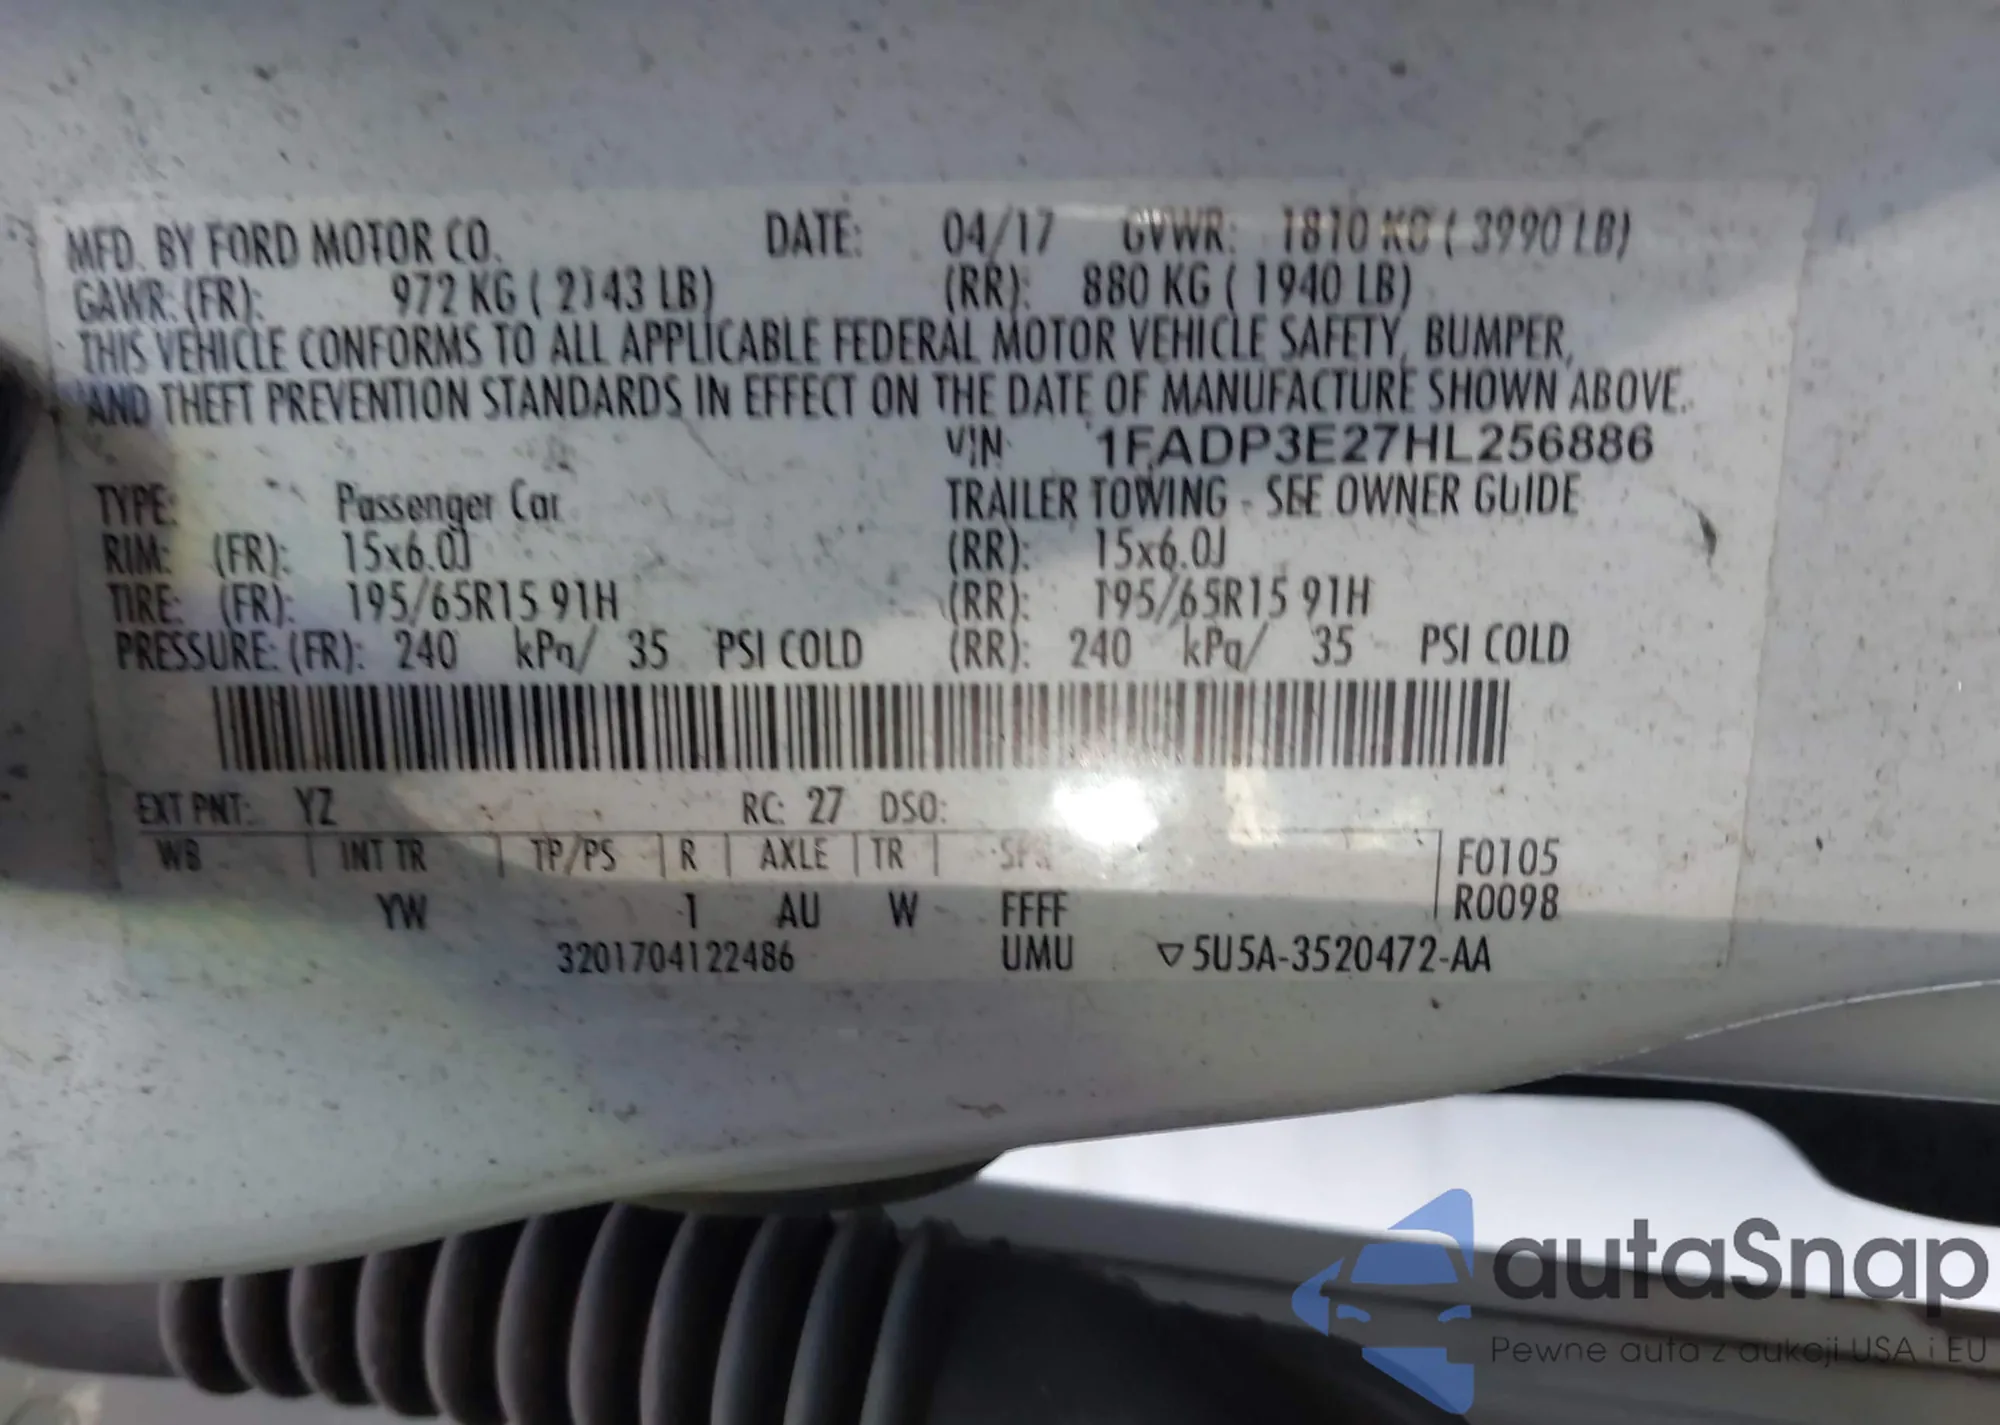 MFD. BY FORD MOTOR CO. DATE: 04/17 GVWR: 1810 KG ( 3990 LB)
GAWR: (FR): 972 KG ( 2143 LB) (RR): 880 KG ( 1940 LB)
THIS VEHICLE CONFORMS TO ALL APPLICABLE FEDERAL MOTOR VEHICLE SAFETY, BUMPER,
AND THEFT PREVENTION STANDARDS IN EFFECT ON THE DATE OF MANUFACTURE SHOWN ABOVE.
VIN: 1FADP3E27HL256886
TYPE: Passenger Car TRAILER TOWING - SEE OWNER GUIDE
RIM: (FR): 15x6.0J (RR): 15x6.0J
TIRE: (FR): 195/65R15 91H (RR): 195/65R15 91H
PRESSURE: (FR): 240 kPa/ 35 PSI COLD (RR): 240 kPa/ 35 PSI COLD
EXT PNT: YZ RC: 27 DSO:
WB INT TR TP/PS R AXLE TR SPR F0105
YW 1 AU W FFFF R0098
3201704122486 UMU ▽5U5A-3520472-AA
autaSnap
Pewne auta z aukcji USA i EU